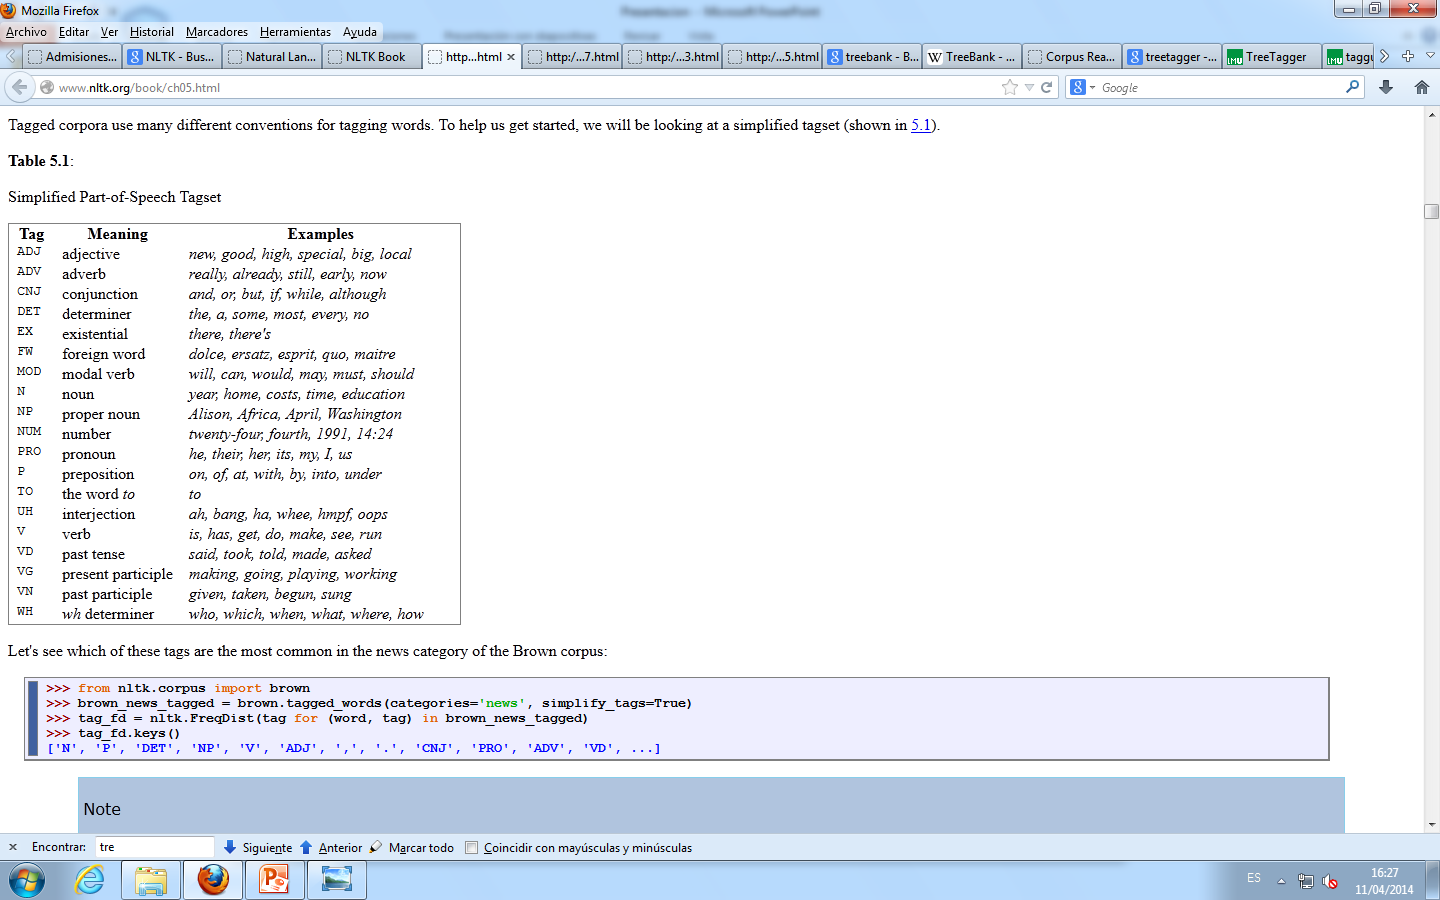 Mozilla Firefox
Presentacion - Microsoft PowerPoint
Archivo Editar Ver Historial Marcadores Herramientas Ayuda
Admisiones... NLTK - Bus... Natural Lan... NLTK Book http...html http:/...7.html http:/...3.html http:/...5.html treebank - B... TreeBank - ... Corpus Rea... treetagger -... TreeTagger taggu
www.nltk.org/book/ch05.html Google
Tagged corpora use many different conventions for tagging words. To help us get started, we will be looking at a simplified tagset (shown in 5.1).
Table 5.1:
Simplified Part-of-Speech Tagset
Tag Meaning Examples
ADJ adjective new, good, high, special, big, local
ADV adverb really, already, still, early, now
CNJ conjunction and, or, but, if, while, although
DET determiner the, a, some, most, every, no
EX existential there, there's
FW foreign word dolce, ersatz, esprit, quo, maitre
MOD modal verb will, can, would, may, must, should
N noun year, home, costs, time, education
NP proper noun Alison, Africa, April, Washington
NUM number twenty-four, fourth, 1991, 14:24
PRO pronoun he, their, her, its, my, I, us
P preposition on, of, at, with, by, into, under
TO the word to to
UH interjection ah, bang, ha, whee, hmpf, oops
V verb is, has, get, do, make, see, run
VD past tense said, took, told, made, asked
VG present participle making, going, playing, working
VN past participle given, taken, begun, sung
WH wh determiner who, which, when, what, where, how
Let's see which of these tags are the most common in the news category of the Brown corpus:
>>> from nltk.corpus import brown
>>> brown_news_tagged = brown.tagged_words(categories='news', simplify_tags=True)
>>> tag_fd = nltk.FreqDist(tag for (word, tag) in brown_news_tagged)
>>> tag_fd.keys()
['N', 'P', 'DET', 'NP', 'V', 'ADJ', ',', '.', 'CNJ', 'PRO', 'ADV', 'VD', ...]
Note
× Encontrar: tre Siguiente Anterior Marcar todo Coincidir con mayúsculas y minúsculas
ES 16:27
11/04/2014